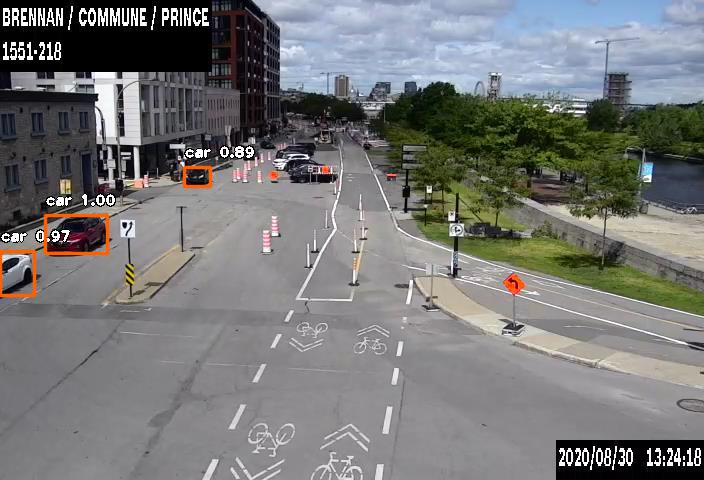 BRENNAN / COMMUNE / PRINCE
1551-218
car 0.89
car 1.00
car 0.97
2020/08/30 13:24:18